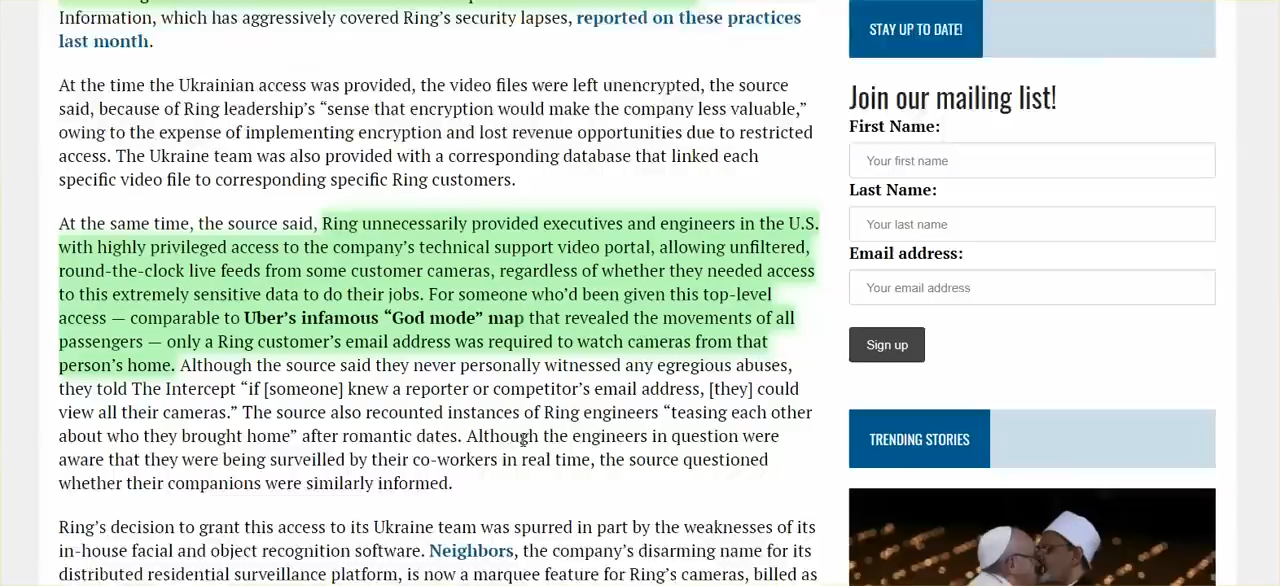 Information, which has aggressively covered Ring’s security lapses, reported on these practices
last month.
At the time the Ukrainian access was provided, the video files were left unencrypted, the source
said, because of Ring leadership’s “sense that encryption would make the company less valuable,”
owing to the expense of implementing encryption and lost revenue opportunities due to restricted
access. The Ukraine team was also provided with a corresponding database that linked each
specific video file to corresponding specific Ring customers.
At the same time, the source said, Ring unnecessarily provided executives and engineers in the U.S.
with highly privileged access to the company’s technical support video portal, allowing unfiltered,
round-the-clock live feeds from some customer cameras, regardless of whether they needed access
to this extremely sensitive data to do their jobs. For someone who’d been given this top-level
access — comparable to Uber’s infamous “God mode” map that revealed the movements of all
passengers — only a Ring customer’s email address was required to watch cameras from that
person’s home. Although the source said they never personally witnessed any egregious abuses,
they told The Intercept “if [someone] knew a reporter or competitor’s email address, [they] could
view all their cameras.” The source also recounted instances of Ring engineers “teasing each other
about who they brought home” after romantic dates. Although the engineers in question were
aware that they were being surveilled by their co-workers in real time, the source questioned
whether their companions were similarly informed.
Ring’s decision to grant this access to its Ukraine team was spurred in part by the weaknesses of its
in-house facial and object recognition software. Neighbors, the company’s disarming name for its
distributed residential surveillance platform, is now a marquee feature for Ring’s cameras, billed as
STAY UP TO DATE!
Join our mailing list!
First Name:
Your first name
Last Name:
Your last name
Email address:
Your email address
Sign up
TRENDING STORIES